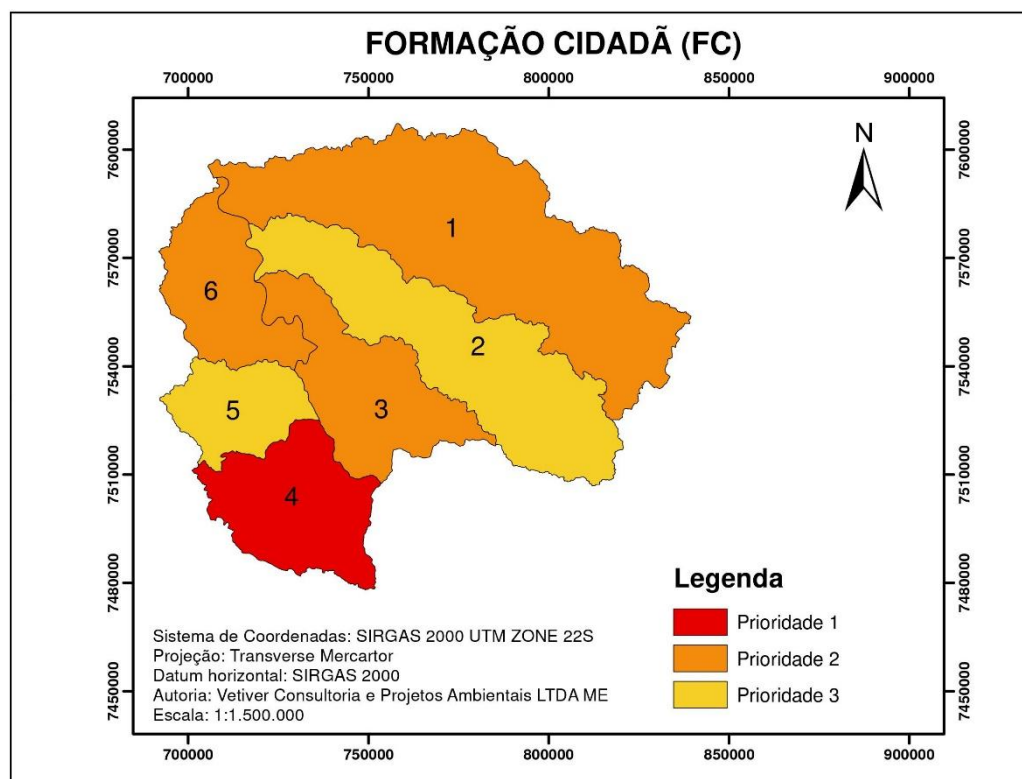 FORMAÇÃO CIDADÃ (FC)
700000 750000 800000 850000 900000
7600000 7600000
N
1
7570000 7570000
6
2
7540000 7540000
5
3
7510000 7510000
4
7480000 7480000
Legenda
Prioridade 1
Prioridade 2
Prioridade 3
Sistema de Coordenadas: SIRGAS 2000 UTM ZONE 22S
Projeção: Transverse Mercartor
Datum horizontal: SIRGAS 2000
Autoria: Vetiver Consultoria e Projetos Ambientais LTDA ME
Escala: 1:1.500.000
7450000 7450000
700000 750000 800000 850000 900000